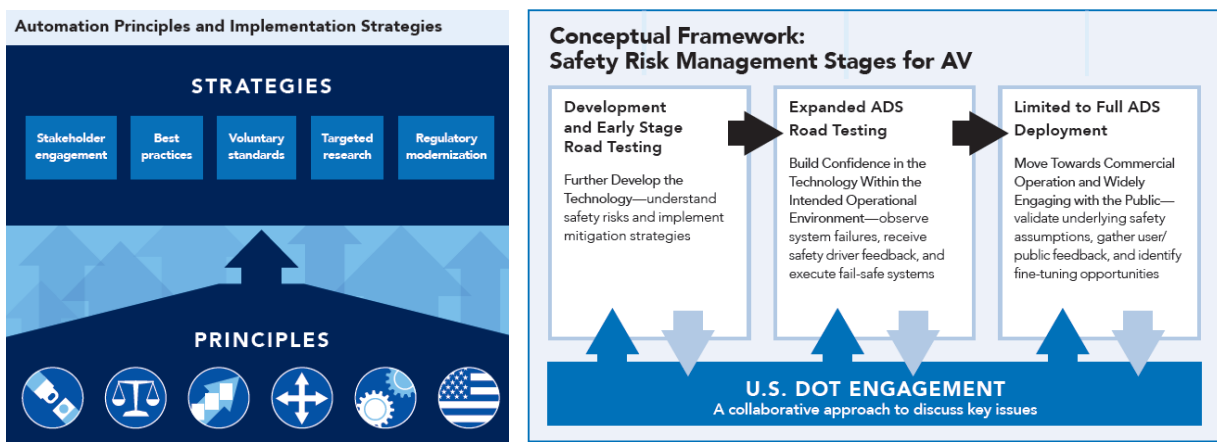 Automation Principles and Implementation Strategies
STRATEGIES
Stakeholder
engagement
Best
practices
Voluntary
standards
Targeted
research
Regulatory
modernization
PRINCIPLES
Conceptual Framework:
Safety Risk Management Stages for AV
Development
and Early Stage
Road Testing
Further Develop the
Technology—understand
safety risks and implement
mitigation strategies
Expanded ADS
Road Testing
Build Confidence in the
Technology Within the
Intended Operational
Environment—observe
system failures, receive
safety driver feedback, and
execute fail-safe systems
Limited to Full ADS
Deployment
Move Towards Commercial
Operation and Widely
Engaging with the Public—
validate underlying safety
assumptions, gather user/
public feedback, and identify
fine-tuning opportunities
U.S. DOT ENGAGEMENT
A collaborative approach to discuss key issues